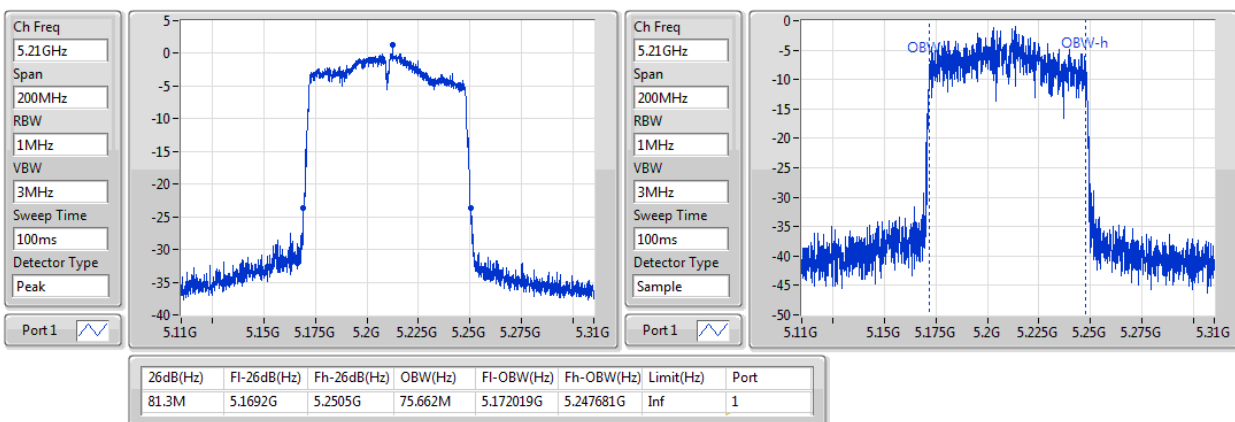 Ch Freq
5.21GHz
Span
200MHz
RBW
1MHz
VBW
3MHz
Sweep Time
100ms
Detector Type
Peak
Port 1
5
0
-5
-10
-15
-20
-25
-30
-35
-40
5.11G 5.15G 5.175G 5.2G 5.225G 5.25G 5.275G 5.31G
Ch Freq
5.21GHz
Span
200MHz
RBW
1MHz
VBW
3MHz
Sweep Time
100ms
Detector Type
Sample
Port 1
0
-5
-10
-15
-20
-25
-30
-35
-40
-45
-50
OBW-h
5.11G 5.15G 5.175G 5.2G 5.225G 5.25G 5.275G 5.31G
26dB(Hz) Fl-26dB(Hz) Fh-26dB(Hz) OBW(Hz) Fl-OBW(Hz) Fh-OBW(Hz) Limit(Hz) Port
81.3M 5.1692G 5.2505G 75.662M 5.172019G 5.247681G Inf 1